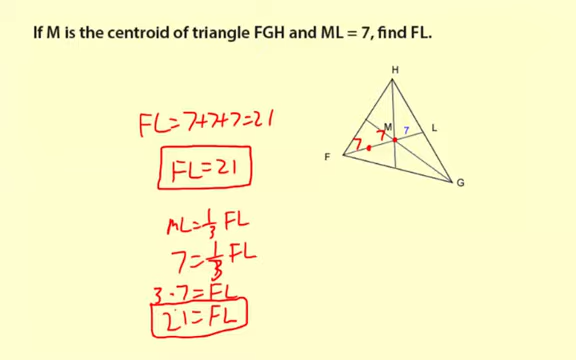 If M is the centroid of triangle FGH and ML = 7, find FL.
H
FL=7+7+7=21
M 7 L
7 7
F
FL=21
G
ML=1/3 FL
7=1/3 FL
3·7=FL
21=FL